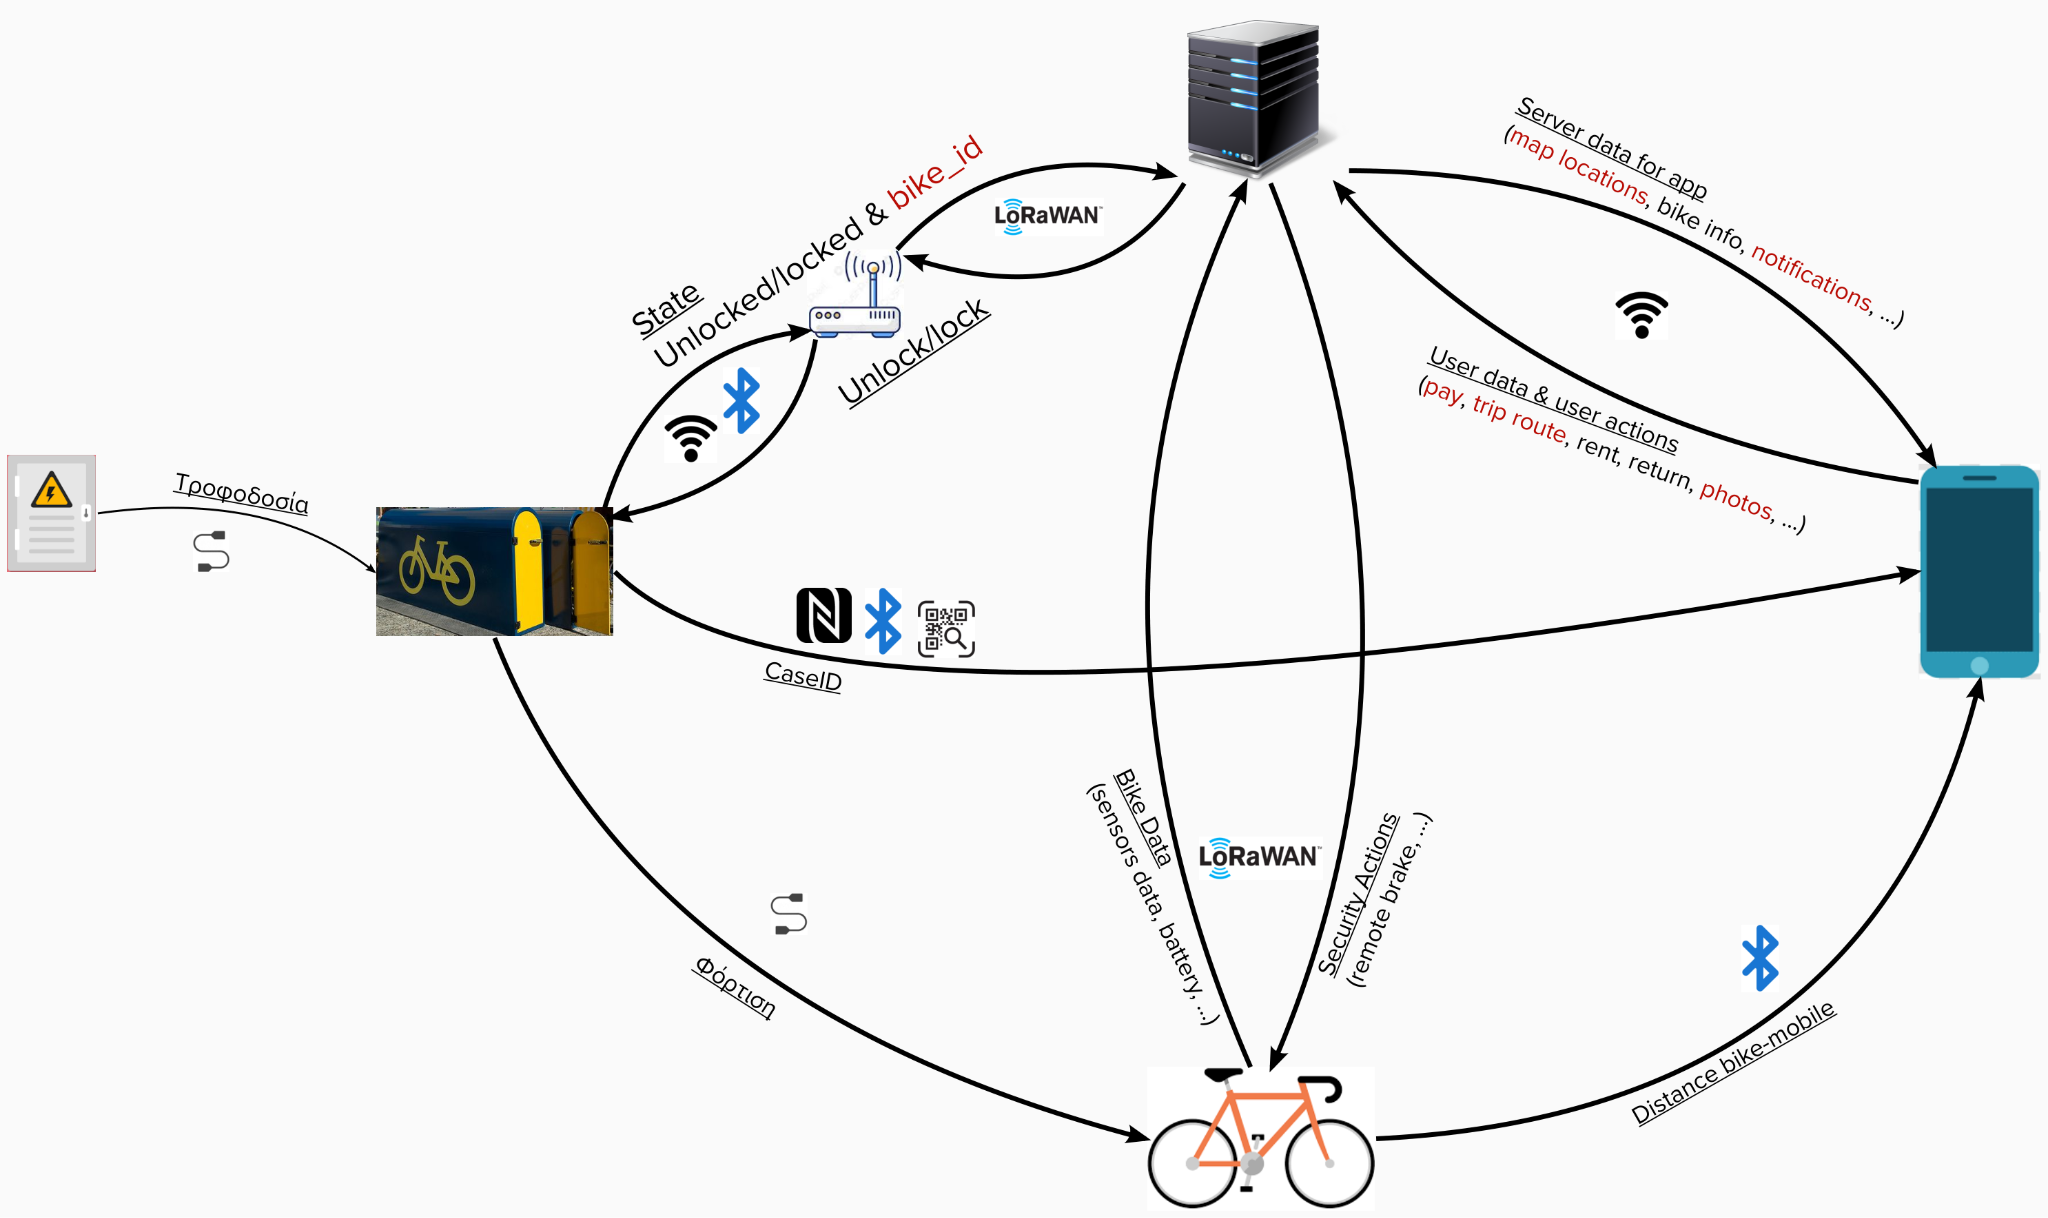 Server data for app
(map locations, bike info, notifications, ...)
State
Unlocked/locked & bike_id
LoRaWAN™
Unlock/lock
User data & user actions
(pay, trip route, rent, return, photos, ...)
Τροφοδοσία
CaseID
Bike Data
(sensors data, battery, ...)
LoRaWAN™
Security Actions
(remote brake, ...)
Φόρτιση
Distance bike-mobile